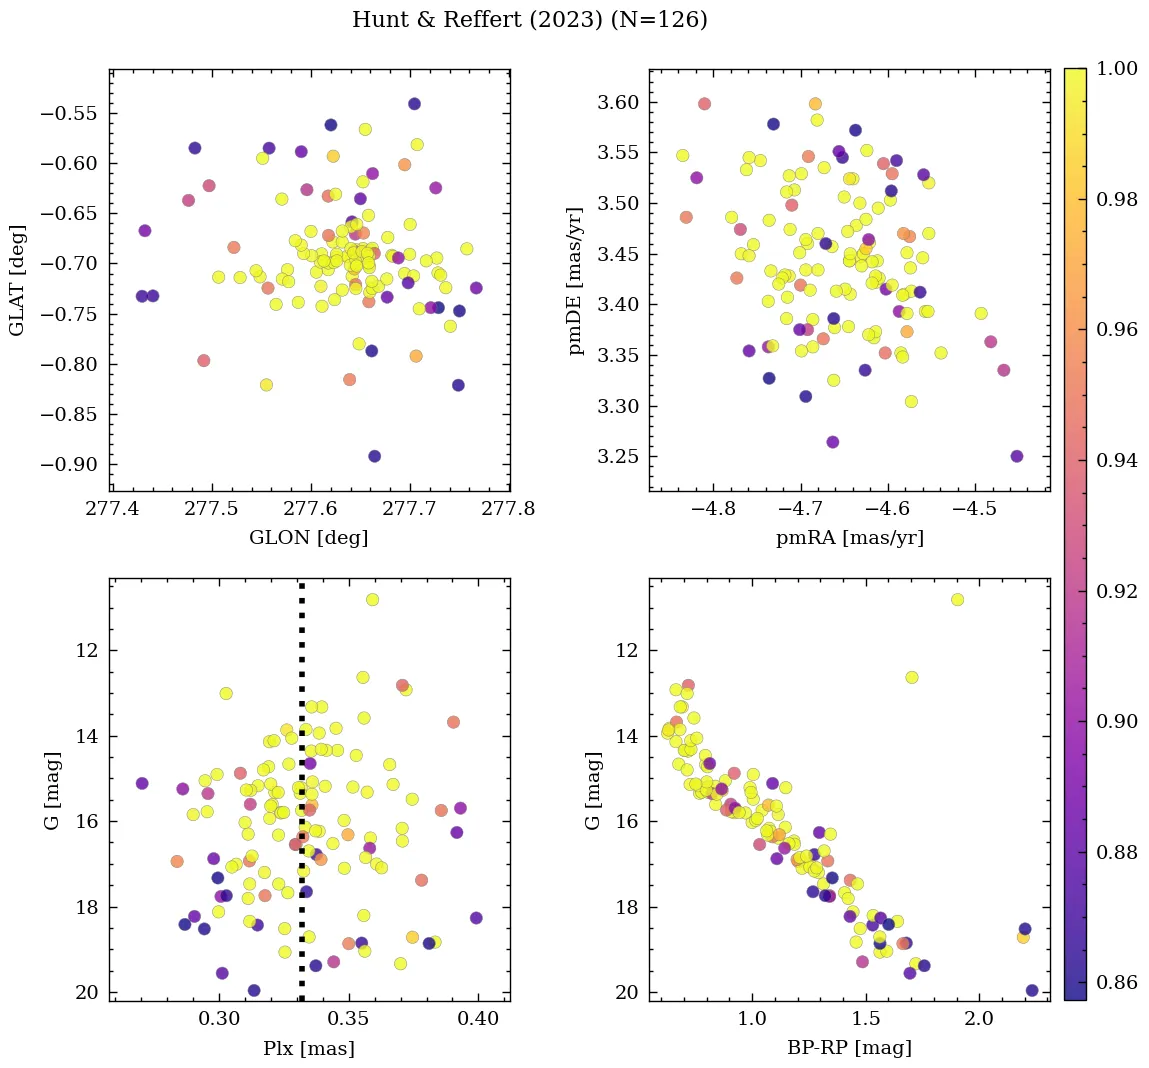 Hunt & Reffert (2023) (N=126)
−0.55
−0.60
−0.65
−0.70
−0.75
−0.80
−0.85
−0.90
GLAT [deg]
277.4 277.5 277.6 277.7 277.8
GLON [deg]
3.60
3.55
3.50
3.45
3.40
3.35
3.30
3.25
pmDE [mas/yr]
−4.8 −4.7 −4.6 −4.5
pmRA [mas/yr]
12
14
16
18
20
G [mag]
0.30 0.35 0.40
Plx [mas]
12
14
16
18
20
G [mag]
1.0 1.5 2.0
BP-RP [mag]
1.00
0.98
0.96
0.94
0.92
0.90
0.88
0.86